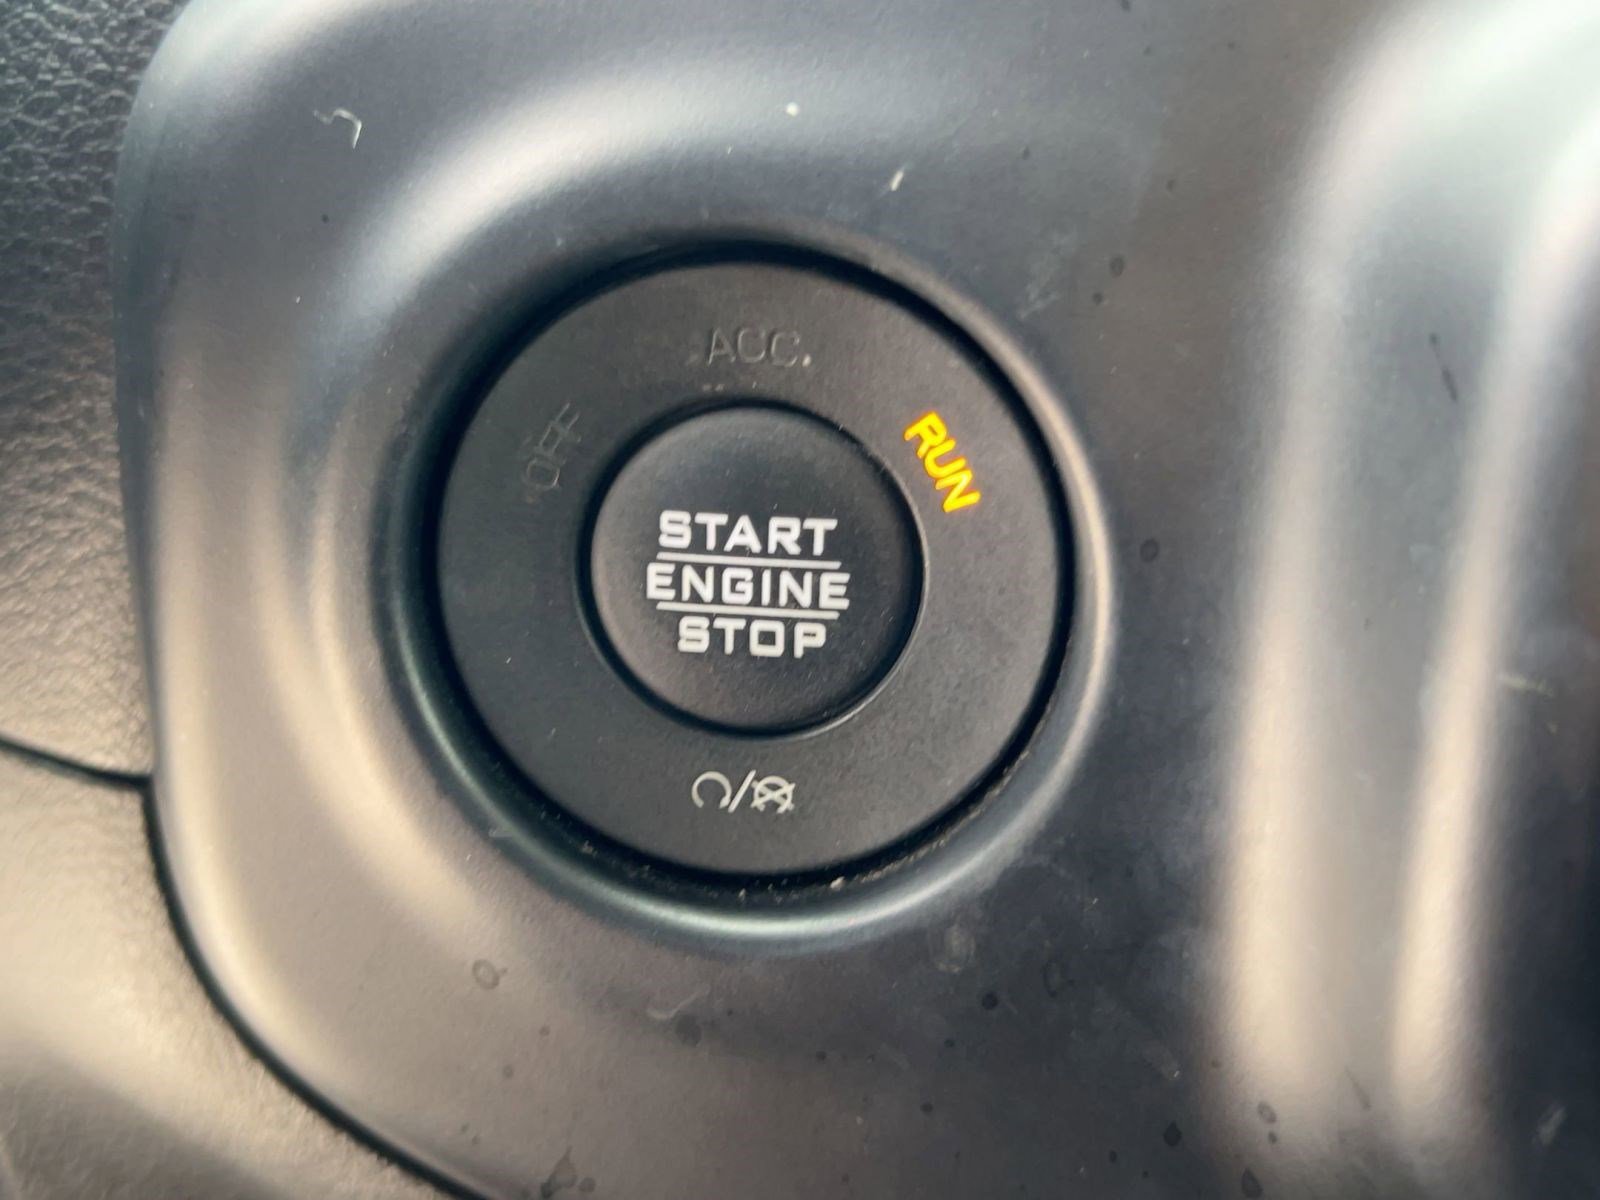 ACC
OFF
RUN
START
ENGINE
STOP